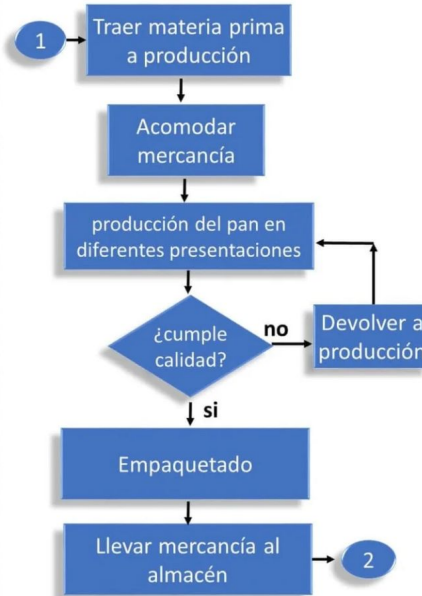 1
Traer materia prima
a producción
Acomodar
mercancía
producción del pan en
diferentes presentaciones
¿cumple
calidad?
no
Devolver a
producción
si
Empaquetado
Llevar mercancía al
almacén
2